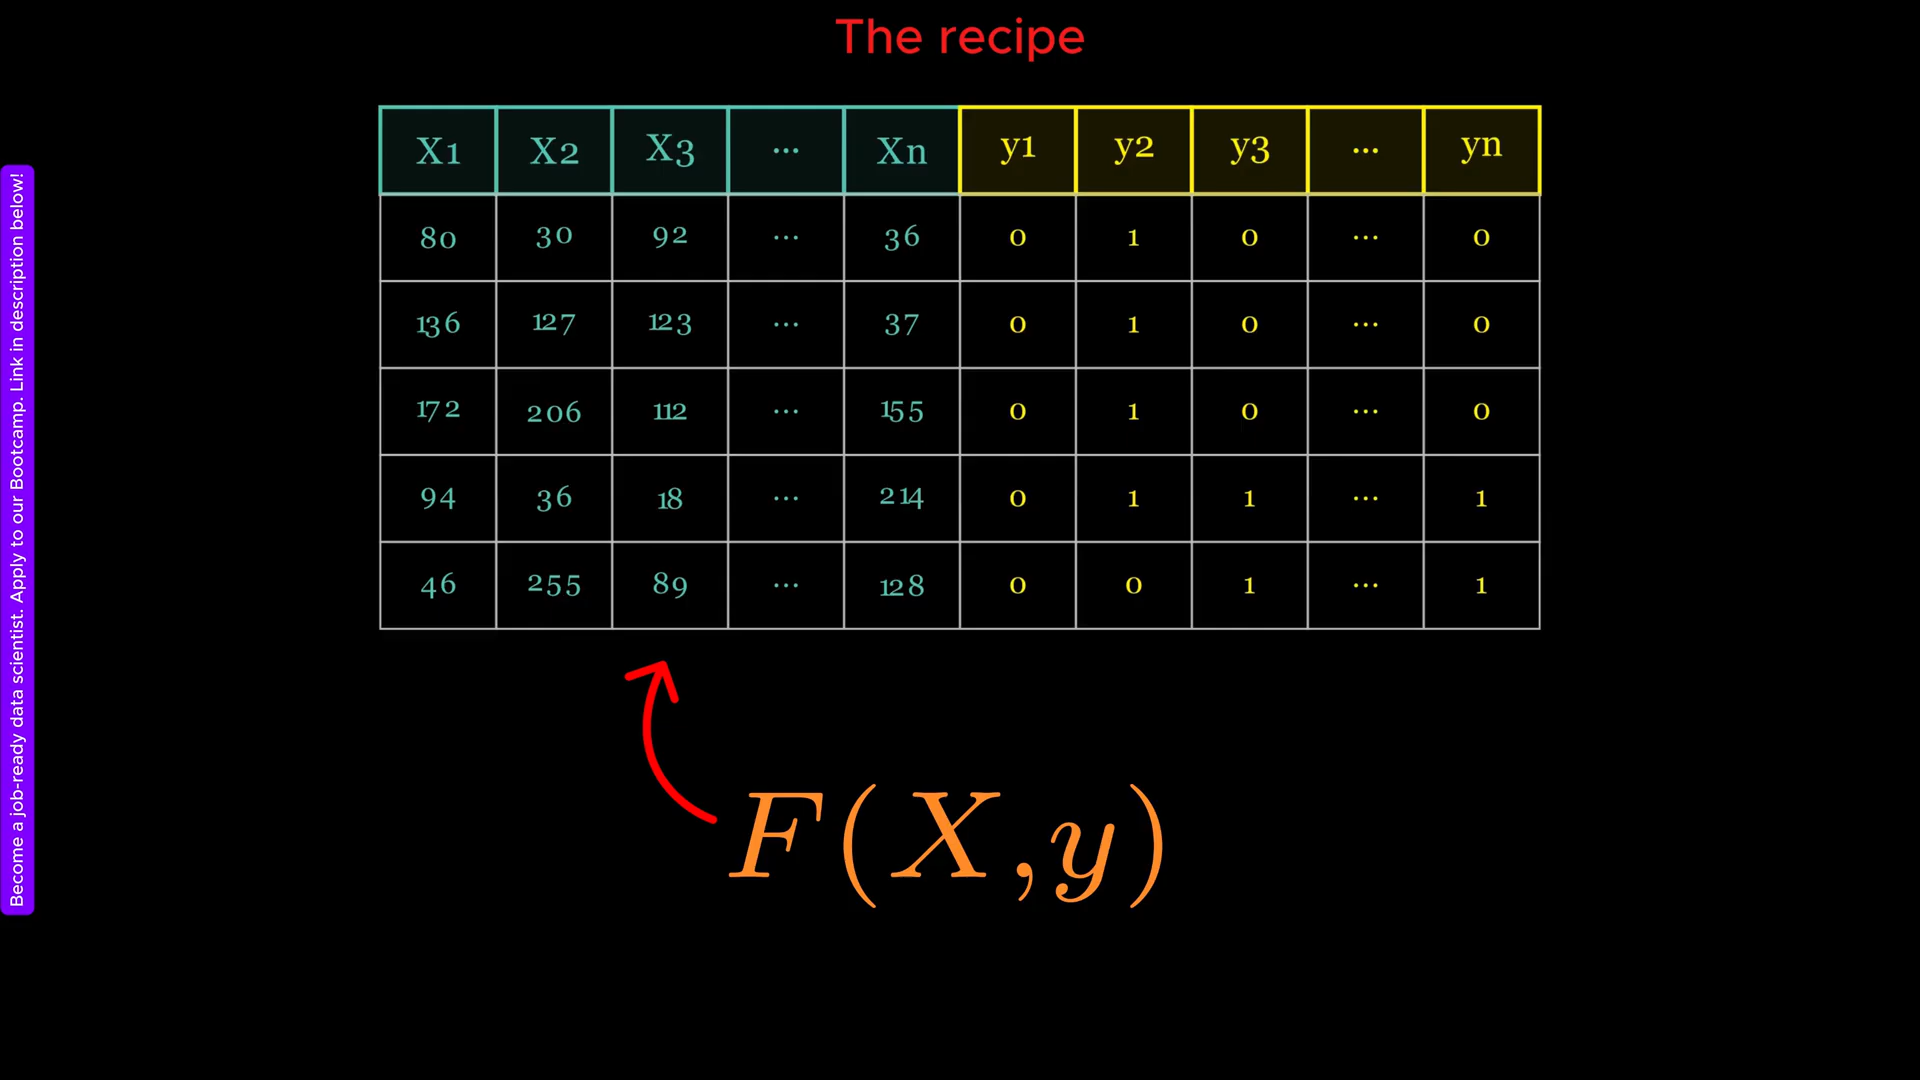 The recipe
X1 X2 X3 ... Xn y1 y2 y3 ... yn
80 30 92 ... 36 0 1 0 ... 0
136 127 123 ... 37 0 1 0 ... 0
172 206 112 ... 155 0 1 0 ... 0
94 36 18 ... 214 0 1 1 ... 1
46 255 89 ... 128 0 0 1 ... 1
F(X,y)
Become a job-ready data scientist. Apply to our Bootcamp. Link in description below!